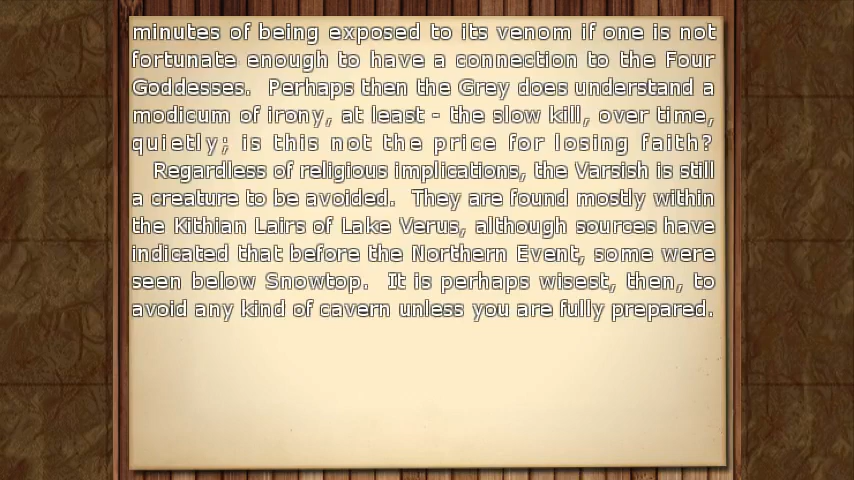 minutes of being exposed to its venom if one is not
fortunate enough to have a connection to the Four
Goddesses.  Perhaps then the Grey does understand a
modicum of irony, at least - the slow kill, over time,
quietly; is this not the price for losing faith?
Regardless of religious implications, the Varsish is still
a creature to be avoided.  They are found mostly within
the Kithian Lairs of Lake Verus, although sources have
indicated that before the Northern Event, some were
seen below Snowtop.  It is perhaps wisest, then, to
avoid any kind of cavern unless you are fully prepared.